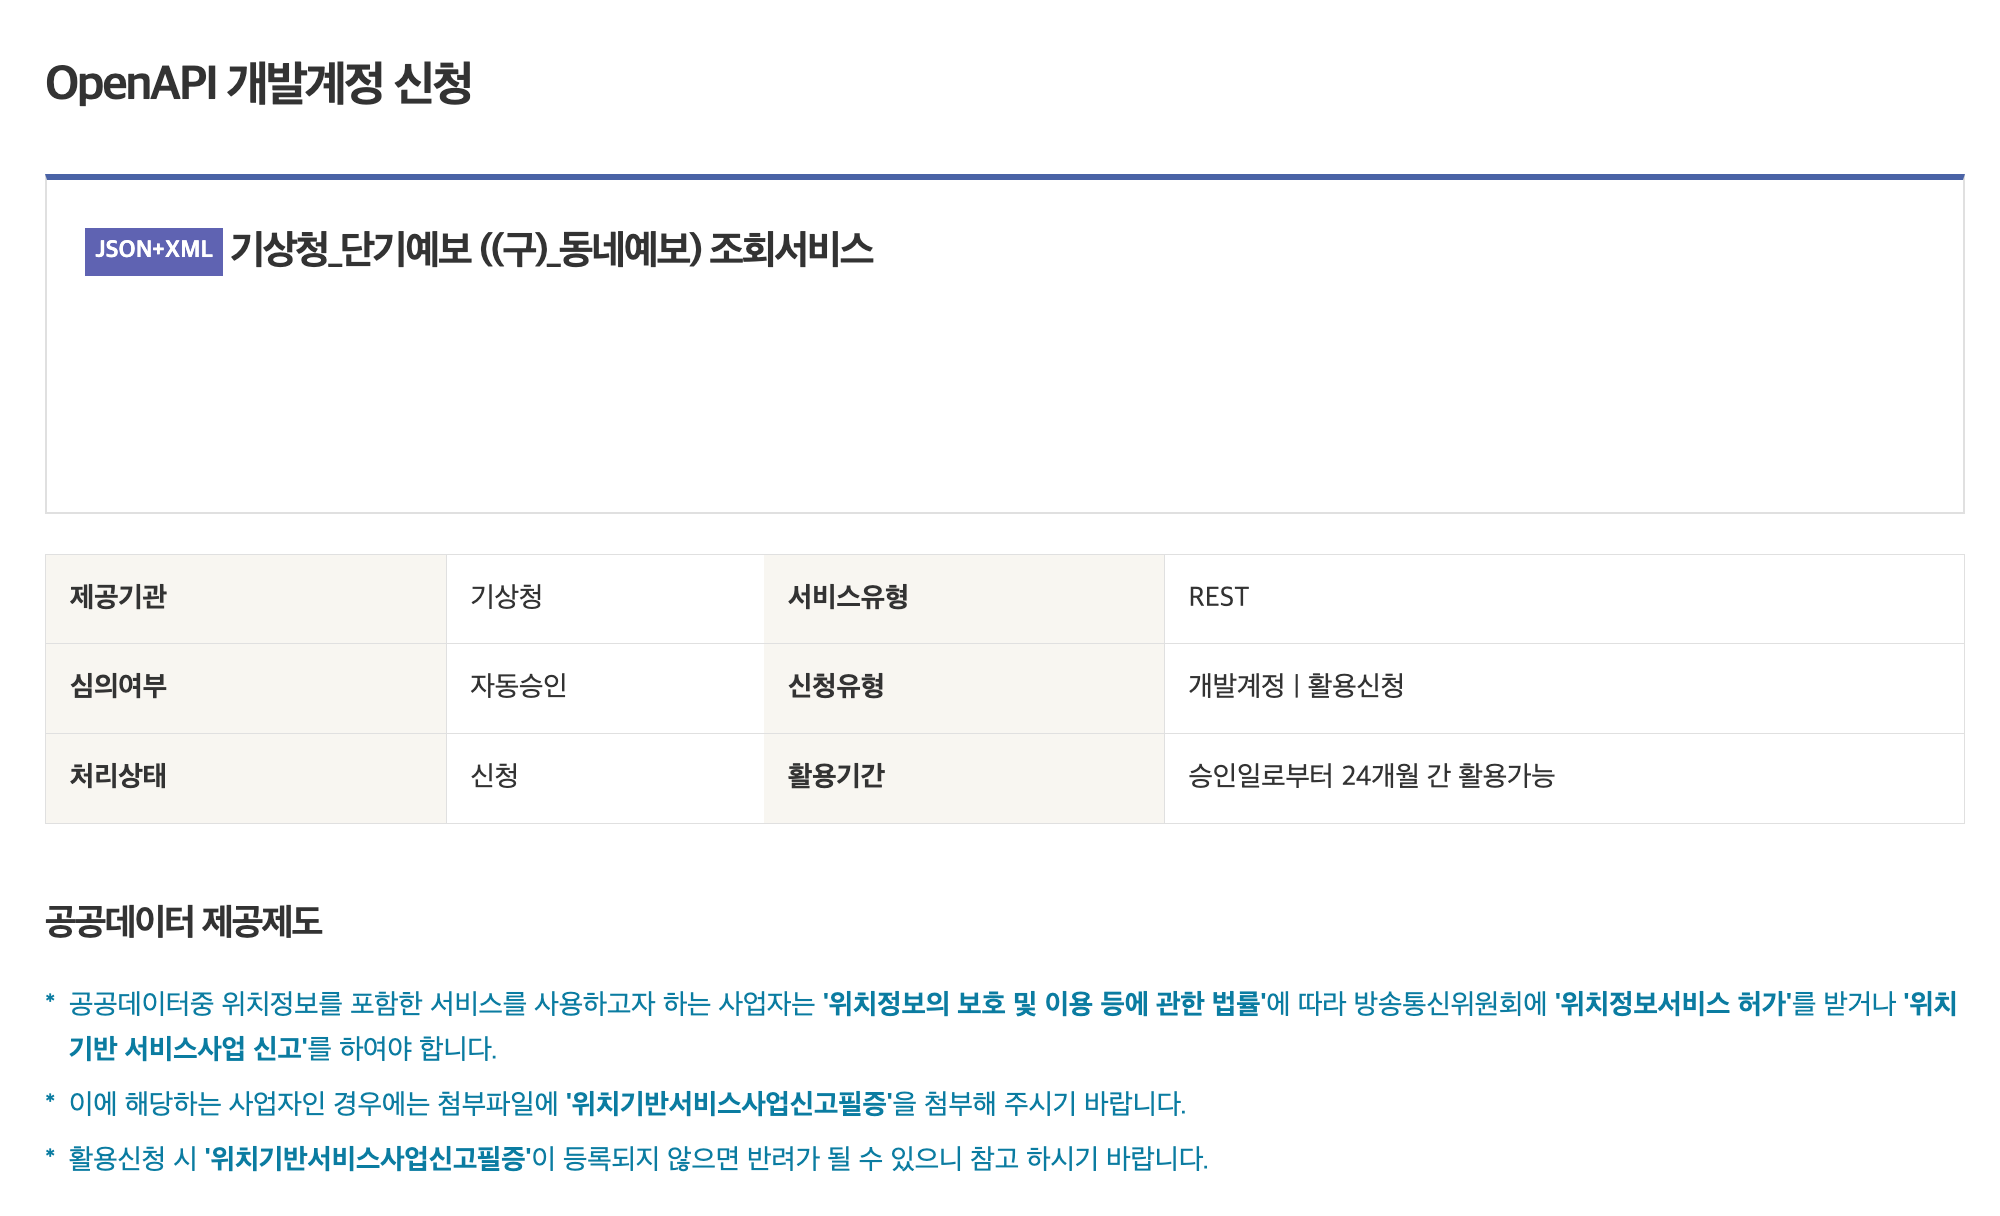 OpenAPI 개발계정 신청
JSON+XML 기상청_단기예보 ((구)_동네예보) 조회서비스
제공기관 기상청 서비스유형 REST
심의여부 자동승인 신청유형 개발계정 | 활용신청
처리상태 신청 활용기간 승인일로부터 24개월 간 활용가능
공공데이터 제공제도
* 공공데이터중 위치정보를 포함한 서비스를 사용하고자 하는 사업자는 '위치정보의 보호 및 이용 등에 관한 법률'에 따라 방송통신위원회에 '위치정보서비스 허가'를 받거나 '위치
기반 서비스사업 신고'를 하여야 합니다.
* 이에 해당하는 사업자인 경우에는 첨부파일에 '위치기반서비스사업신고필증'을 첨부해 주시기 바랍니다.
* 활용신청 시 '위치기반서비스사업신고필증'이 등록되지 않으면 반려가 될 수 있으니 참고 하시기 바랍니다.